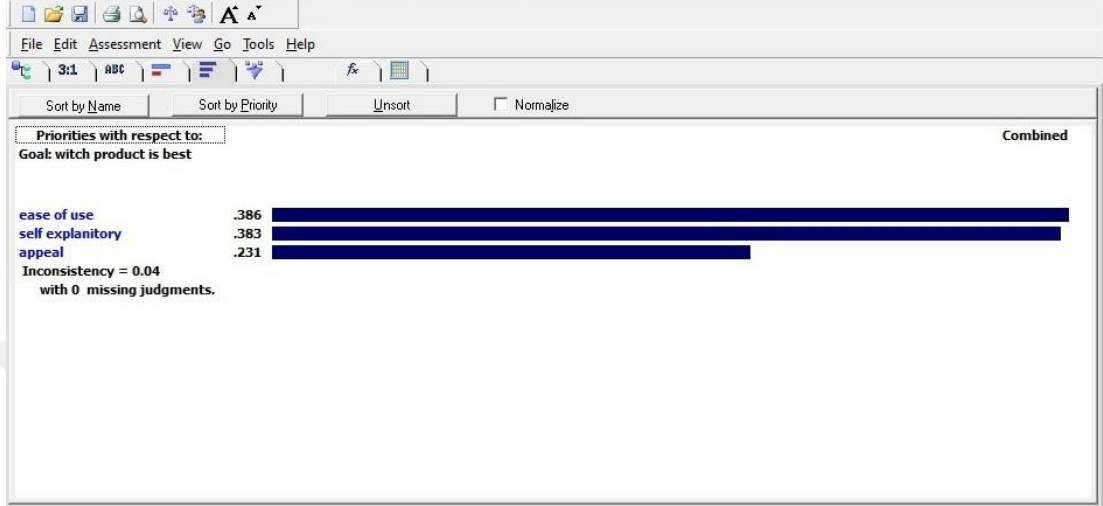 A A
File Edit Assessment View Go Tools Help
3:1 ABC fx
Sort by Name Sort by Priority Unsort Normalize
Priorities with respect to: Combined
Goal: witch product is best
ease of use .386
self explanitory .383
appeal .231
Inconsistency = 0.04
with 0 missing judgments.